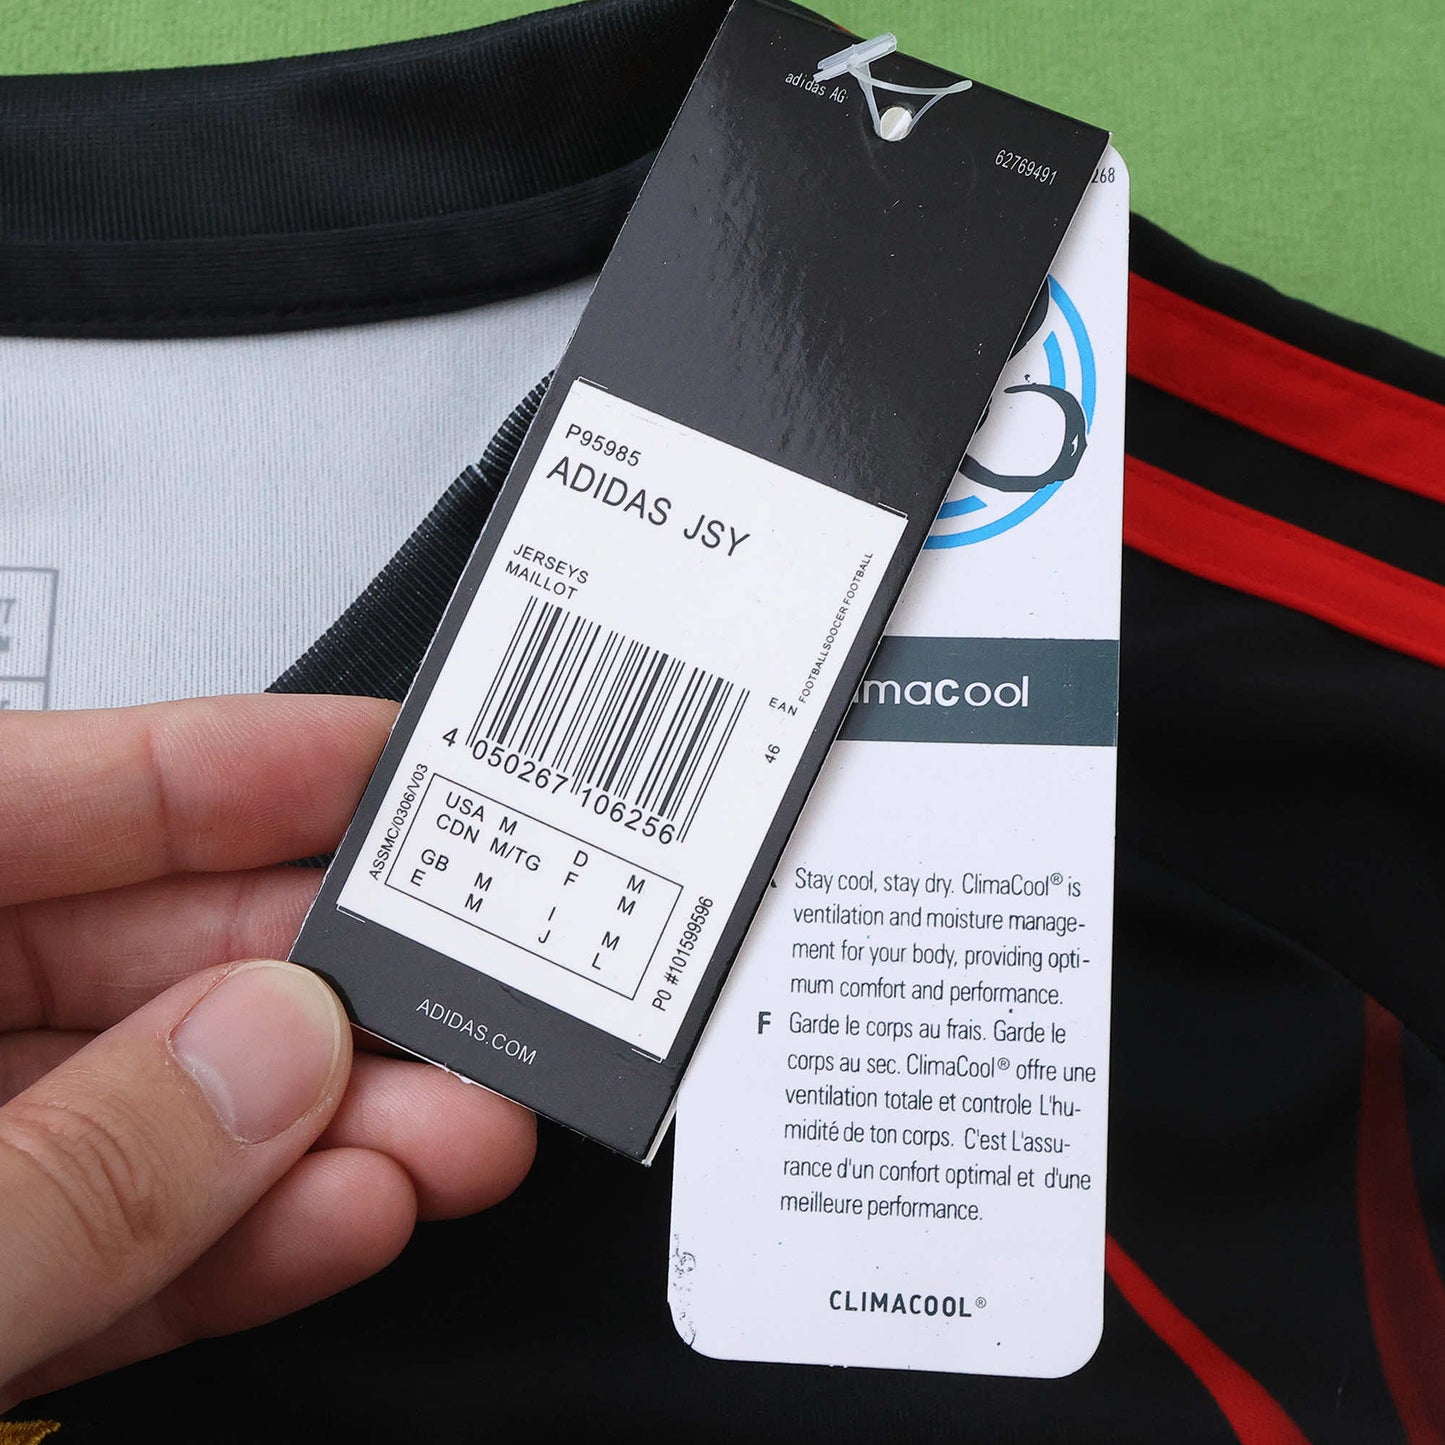 adidas AG
62769491
268
P95985
ADIDAS JSY
JERSEYS
MAILLOT
FOOTBALLSOCCER FOOTBALL
EAN
46
4 050267 106256
ASSMC/0306/V03
USA M D M
CDN M/TG F M
GB M I M
E M J L
PO #101599596
ADIDAS.COM
imacool
Stay cool, stay dry. ClimaCool® is
ventilation and moisture manage-
ment for your body, providing opti-
mum comfort and performance.
F Garde le corps au frais. Garde le
corps au sec. ClimaCool® offre une
ventilation totale et controle L'hu-
midité de ton corps. C'est L'assu-
rance d'un confort optimal et d'une
meilleure performance.
CLIMACOOL®